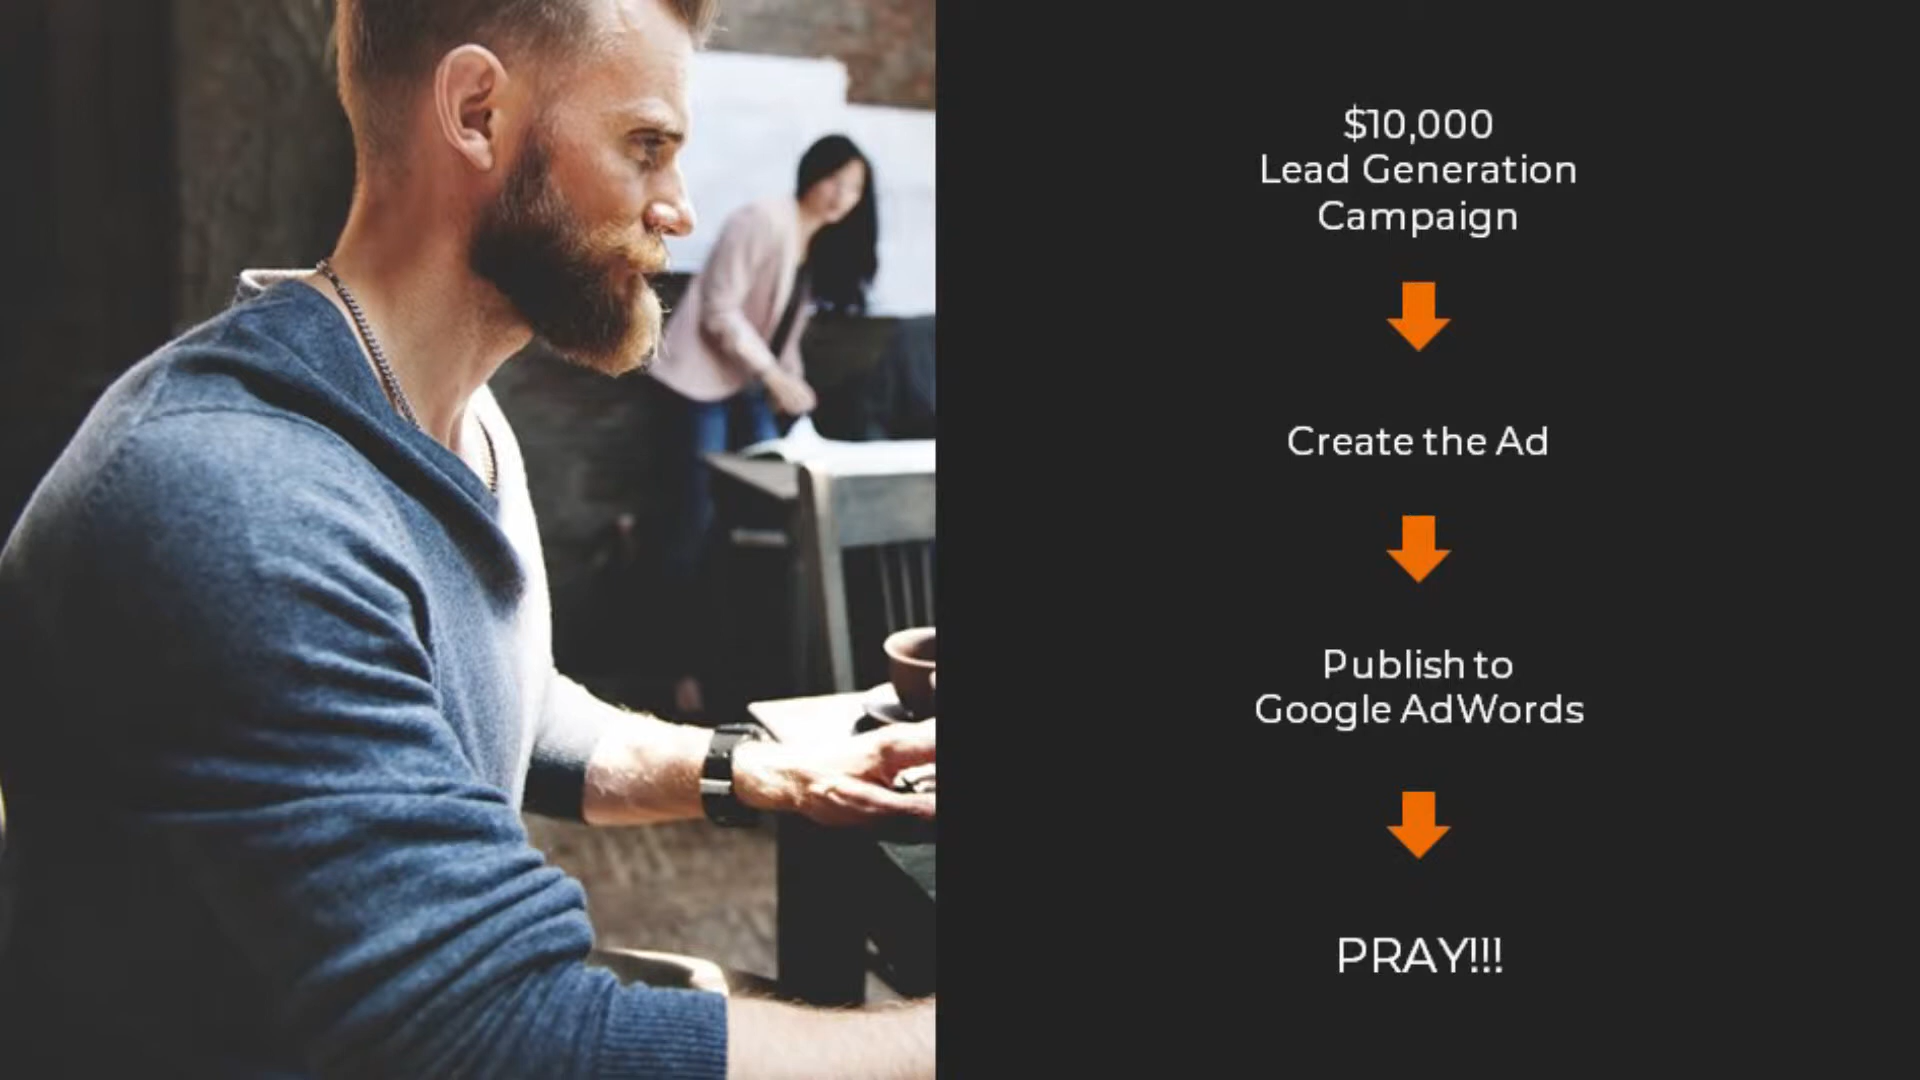 $10,000
Lead Generation
Campaign
Create the Ad
Publish to
Google AdWords
PRAY!!!